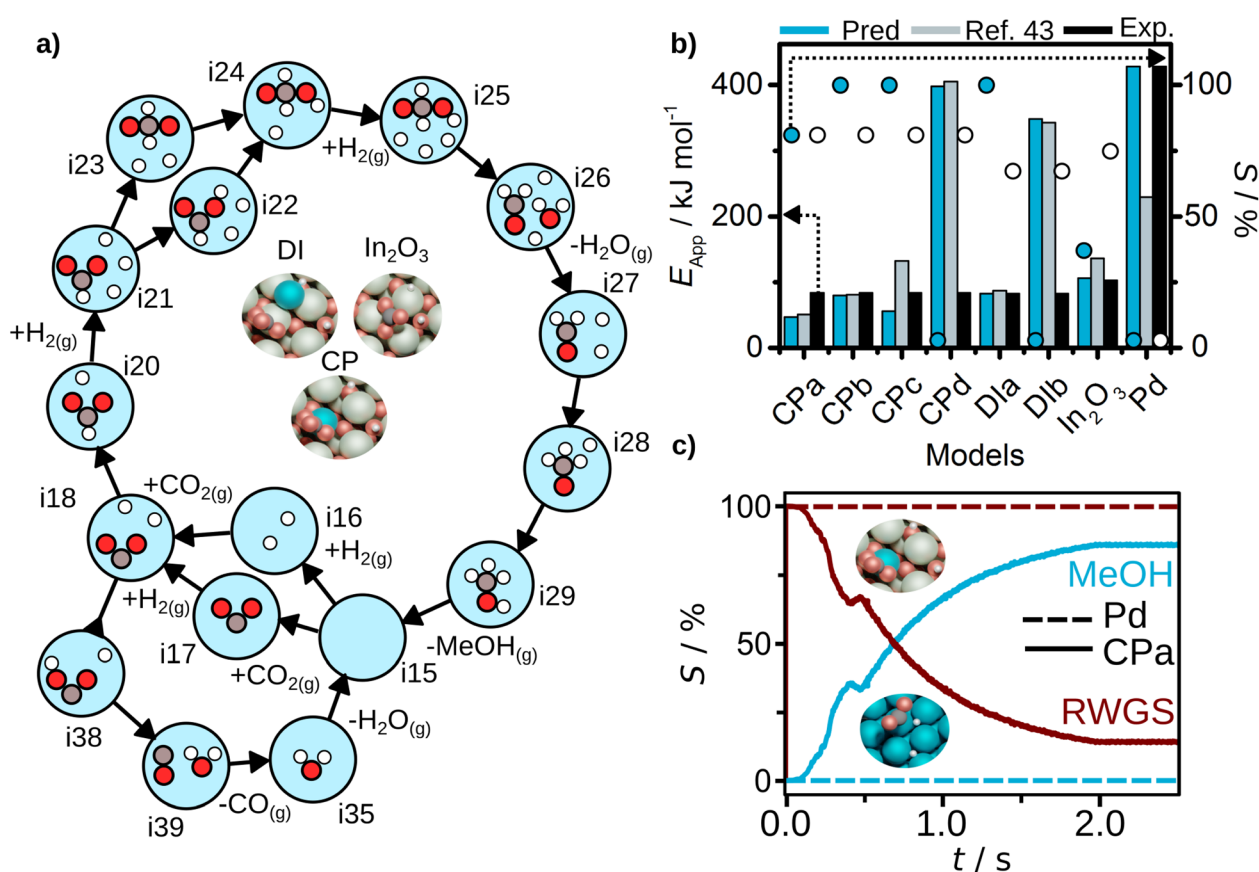 a)
i24
i25
i23
+H2(g)
i26
i22
-H2O(g)
DI
In2O3
i21
i27
+H2(g)
CP
i20
i28
i18
+CO2(g)
i16
+H2(g)
+H2(g)
i29
i17
-MeOH(g)
+CO2(g)
i15
-H2O(g)
i38
-CO(g)
i39
i35
b)
Pred
Ref. 43
Exp.
EApp / kJ mol-1
400
200
0
S / %
100
50
0
CPa
CPb
CPc
CPd
DIa
DIb
In2O3
Pd
Models
c)
S / %
100
50
0
MeOH
Pd
CPa
RWGS
0.0
1.0
2.0
t / s